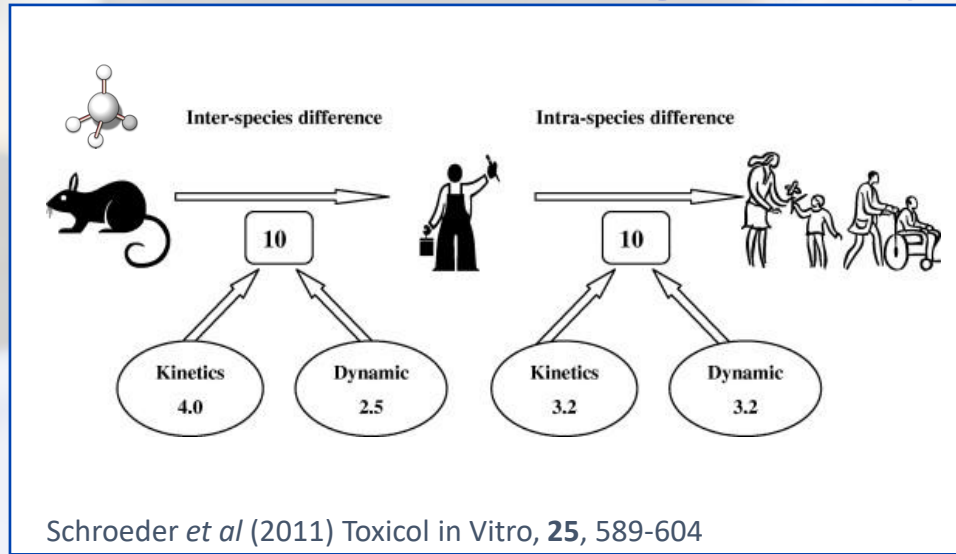 Inter-species difference
Intra-species difference
10
10
Kinetics
4.0
Dynamic
2.5
Kinetics
3.2
Dynamic
3.2
Schroeder et al (2011) Toxicol in Vitro, 25, 589-604